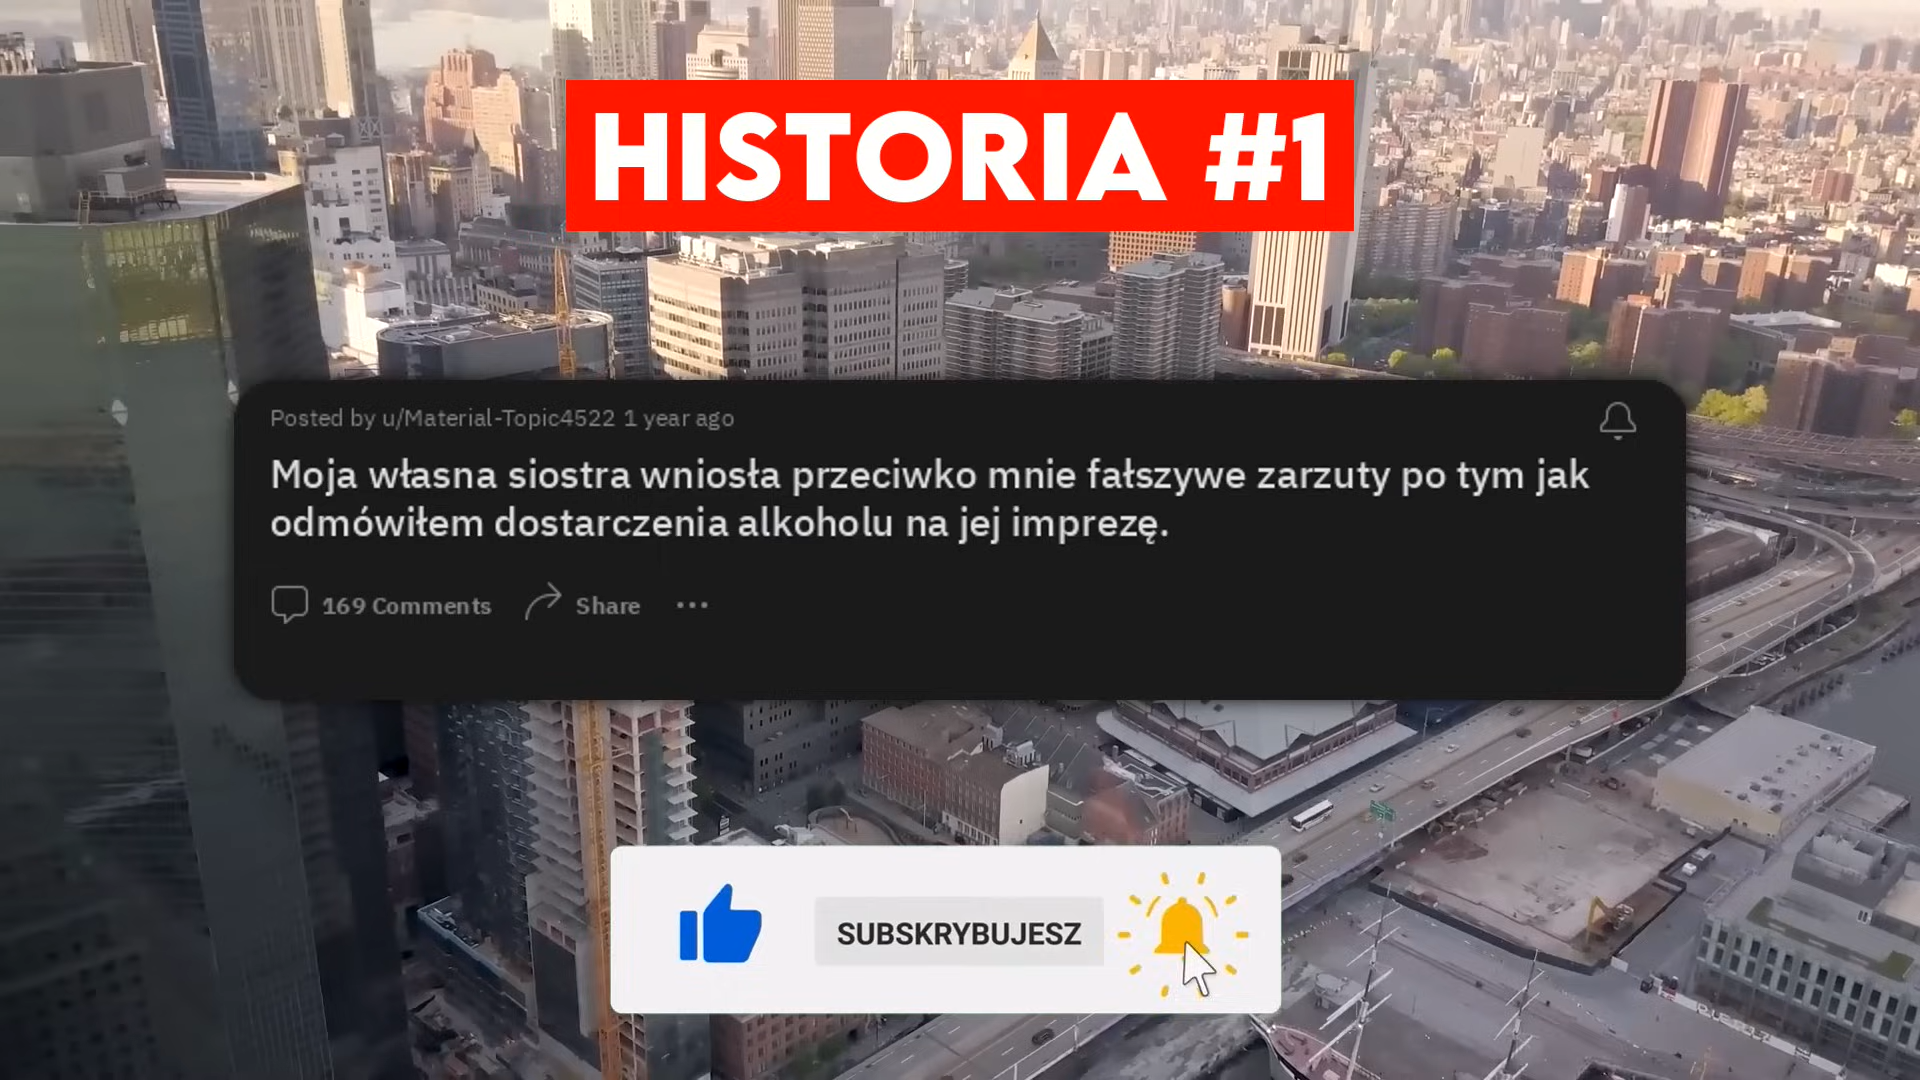 HISTORIA #1
Posted by u/Material-Topic4522 1 year ago
Moja własna siostra wniosła przeciwko mnie fałszywe zarzuty po tym jak
odmówiłem dostarczenia alkoholu na jej imprezę.
169 Comments Share
SUBSKRYBUJESZ